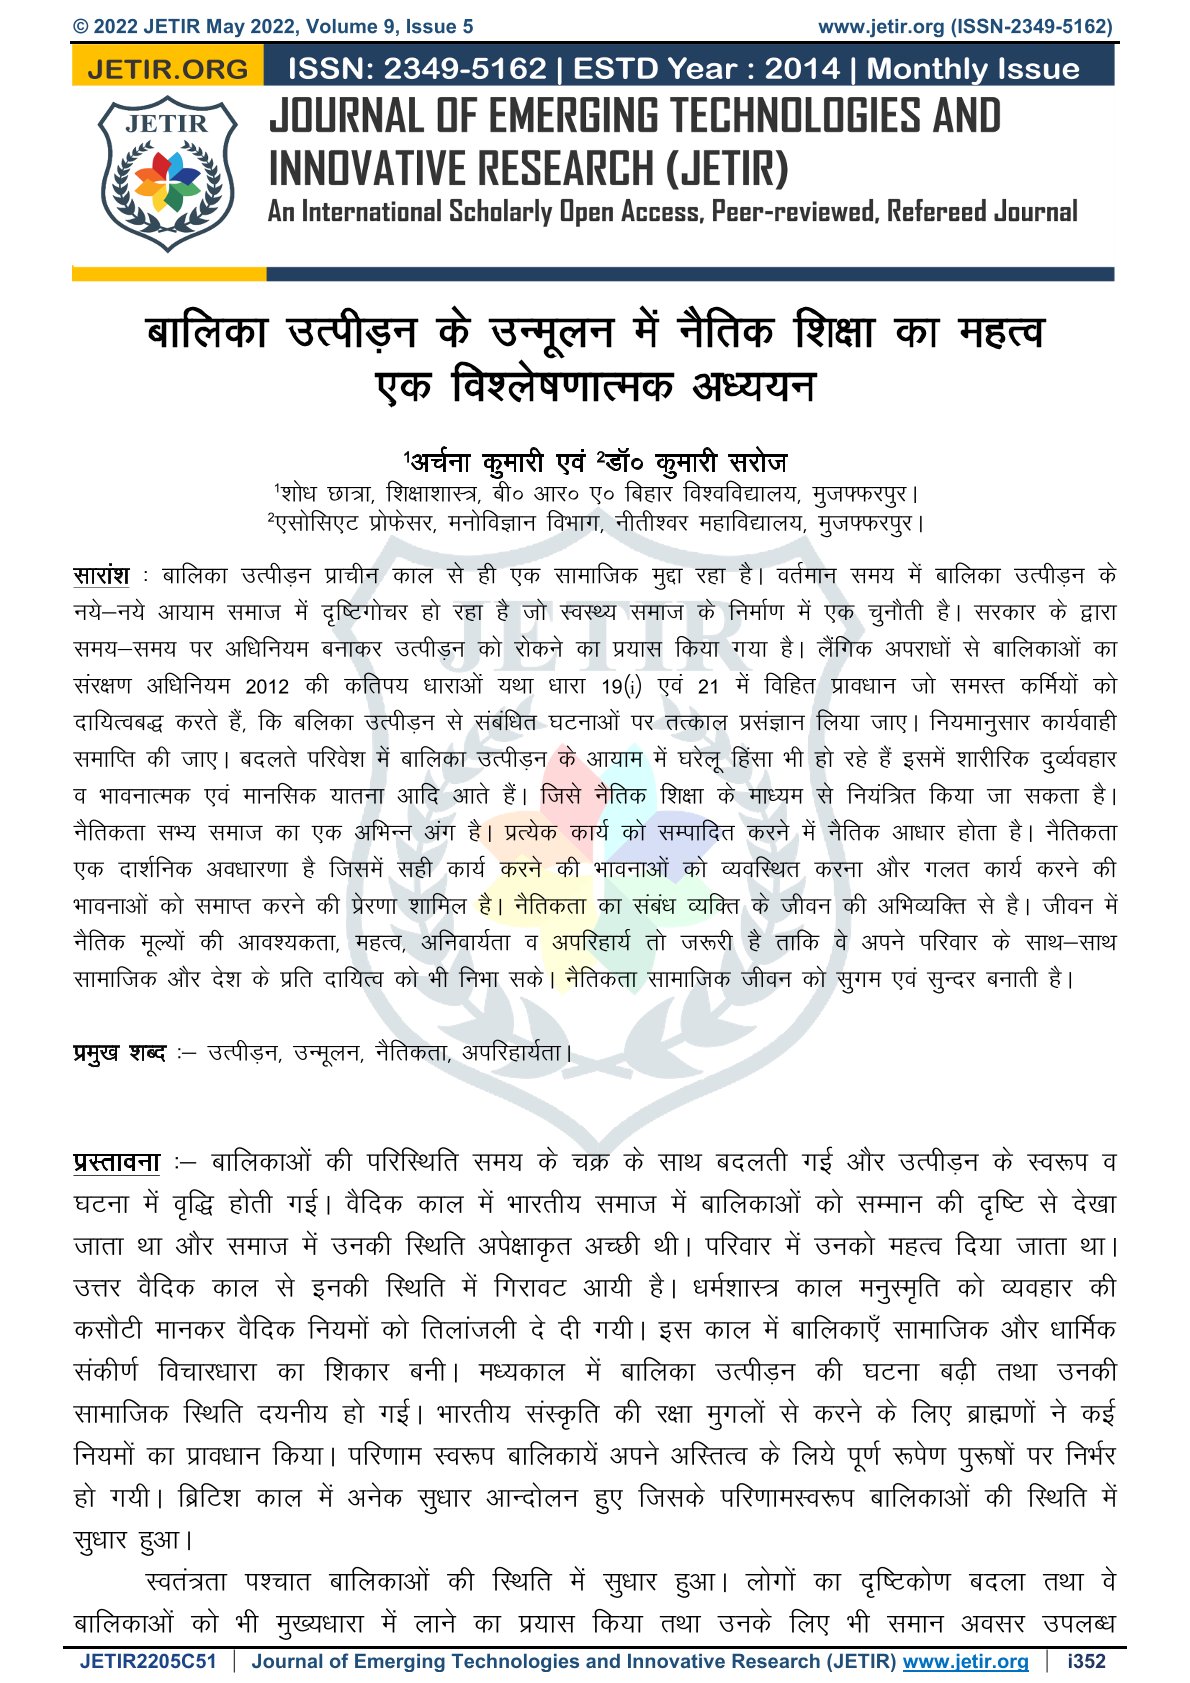 © 2022 JETIR May 2022, Volume 9, Issue 5 www.jetir.org (ISSN-2349-5162)
JETIR.ORG ISSN: 2349-5162 | ESTD Year : 2014 | Monthly Issue
JETIR
JOURNAL OF EMERGING TECHNOLOGIES AND
INNOVATIVE RESEARCH (JETIR)
An International Scholarly Open Access, Peer-reviewed, Refereed Journal
बालिका उत्पीड़न के उन्मूलन में नैतिक शिक्षा का महत्व
एक विश्लेषणात्मक अध्ययन
¹अर्चना कुमारी एवं ²डॉ० कुमारी सरोज
¹शोध छात्रा, शिक्षाशास्त्र, बी० आर० ए० बिहार विश्वविद्यालय, मुजफ्फरपुर।
²एसोसिएट प्रोफेसर, मनोविज्ञान विभाग, नीतीश्वर महाविद्यालय, मुजफ्फरपुर।
सारांश : बालिका उत्पीड़न प्राचीन काल से ही एक सामाजिक मुद्दा रहा है। वर्तमान समय में बालिका उत्पीड़न के
नये–नये आयाम समाज में दृष्टिगोचर हो रहा है जो स्वस्थ्य समाज के निर्माण में एक चुनौती है। सरकार के द्वारा
समय–समय पर अधिनियम बनाकर उत्पीड़न को रोकने का प्रयास किया गया है। लैंगिक अपराधों से बालिकाओं का
संरक्षण अधिनियम 2012 की कतिपय धाराओं यथा धारा 19(i) एवं 21 में विहित प्रावधान जो समस्त कर्मियों को
दायित्वबद्ध करते हैं, कि बलिका उत्पीड़न से संबंधित घटनाओं पर तत्काल प्रसंज्ञान लिया जाए। नियमानुसार कार्यवाही
समाप्ति की जाए। बदलते परिवेश में बालिका उत्पीड़न के आयाम में घरेलू हिंसा भी हो रहे हैं इसमें शारीरिक दुर्व्यवहार
व भावनात्मक एवं मानसिक यातना आदि आते हैं। जिसे नैतिक शिक्षा के माध्यम से नियंत्रित किया जा सकता है।
नैतिकता सभ्य समाज का एक अभिन्न अंग है। प्रत्येक कार्य को सम्पादित करने में नैतिक आधार होता है। नैतिकता
एक दार्शनिक अवधारणा है जिसमें सही कार्य करने की भावनाओं को व्यवस्थित करना और गलत कार्य करने की
भावनाओं को समाप्त करने की प्रेरणा शामिल है। नैतिकता का संबंध व्यक्ति के जीवन की अभिव्यक्ति से है। जीवन में
नैतिक मूल्यों की आवश्यकता, महत्व, अनिवार्यता व अपरिहार्य तो जरूरी है ताकि वे अपने परिवार के साथ–साथ
सामाजिक और देश के प्रति दायित्व को भी निभा सके। नैतिकता सामाजिक जीवन को सुगम एवं सुन्दर बनाती है।
प्रमुख शब्द :– उत्पीड़न, उन्मूलन, नैतिकता, अपरिहार्यता।
प्रस्तावना :– बालिकाओं की परिस्थिति समय के चक्र के साथ बदलती गई और उत्पीड़न के स्वरूप व
घटना में वृद्धि होती गई। वैदिक काल में भारतीय समाज में बालिकाओं को सम्मान की दृष्टि से देखा
जाता था और समाज में उनकी स्थिति अपेक्षाकृत अच्छी थी। परिवार में उनको महत्व दिया जाता था।
उत्तर वैदिक काल से इनकी स्थिति में गिरावट आयी है। धर्मशास्त्र काल मनुस्मृति को व्यवहार की
कसौटी मानकर वैदिक नियमों को तिलांजली दे दी गयी। इस काल में बालिकाएँ सामाजिक और धार्मिक
संकीर्ण विचारधारा का शिकार बनी। मध्यकाल में बालिका उत्पीड़न की घटना बढ़ी तथा उनकी
सामाजिक स्थिति दयनीय हो गई। भारतीय संस्कृति की रक्षा मुगलों से करने के लिए ब्राह्मणों ने कई
नियमों का प्रावधान किया। परिणाम स्वरूप बालिकायें अपने अस्तित्व के लिये पूर्ण रूपेण पुरूषों पर निर्भर
हो गयी। ब्रिटिश काल में अनेक सुधार आन्दोलन हुए जिसके परिणामस्वरूप बालिकाओं की स्थिति में
सुधार हुआ।
स्वतंत्रता पश्चात बालिकाओं की स्थिति में सुधार हुआ। लोगों का दृष्टिकोण बदला तथा वे
बालिकाओं को भी मुख्यधारा में लाने का प्रयास किया तथा उनके लिए भी समान अवसर उपलब्ध
JETIR2205C51 | Journal of Emerging Technologies and Innovative Research (JETIR) www.jetir.org | i352